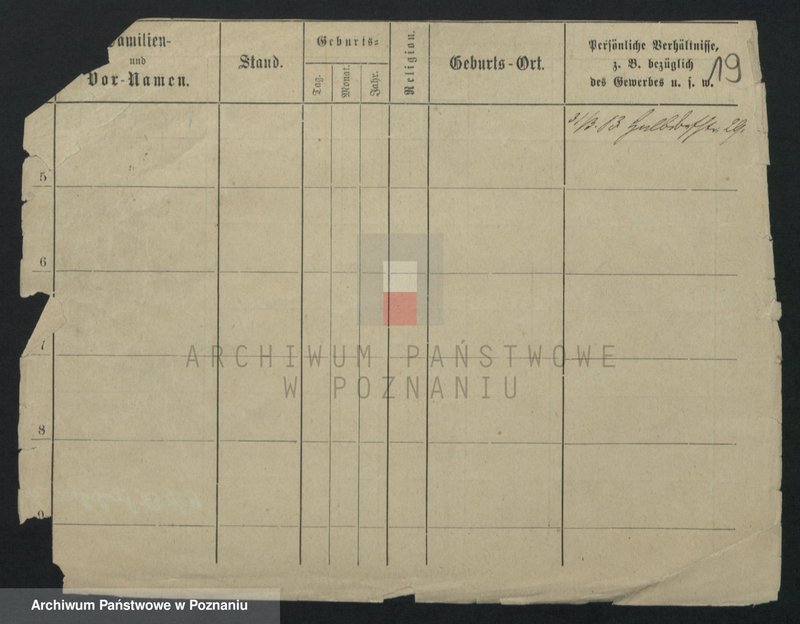 Familien-
und
Vor-Namen.
Stand.
Geburts-
Tag.
Monat.
Jahr.
Religion.
Geburts-Ort.
Persönliche Verhältnisse,
z. B. bezüglich
des Gewerbes u. s. w.
19
29.
5
6
7
8
9
ARCHIWUM PAŃSTWOWE
W POZNANIU
Archiwum Państwowe w Poznaniu